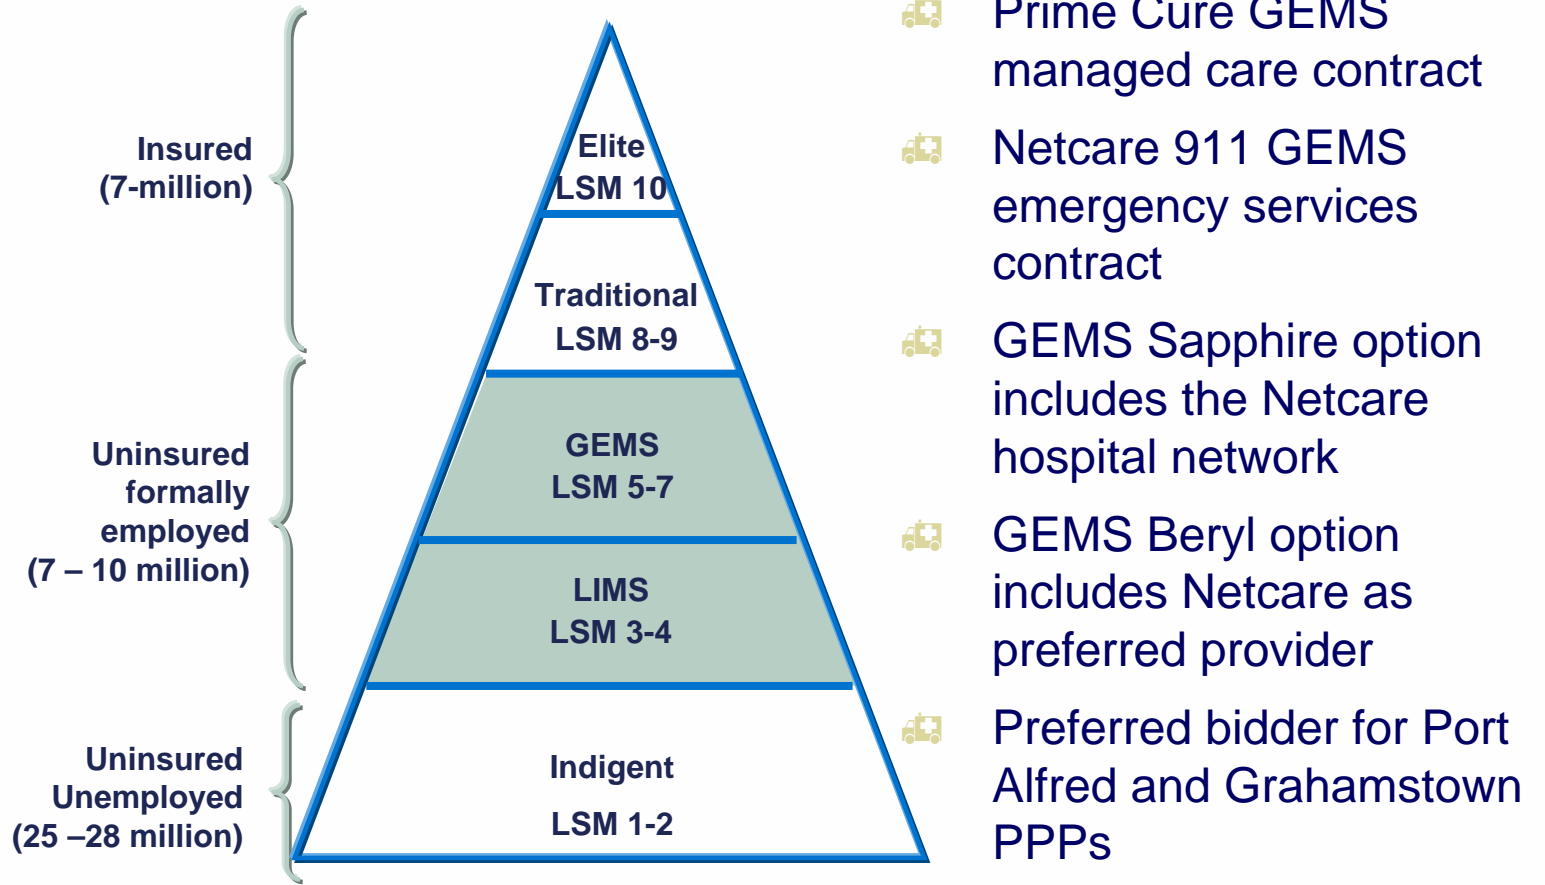 Insured
(7-million)
Uninsured
formally
employed
(7 – 10 million)
Uninsured
Unemployed
(25 –28 million)
Elite
LSM 10
Traditional
LSM 8-9
GEMS
LSM 5-7
LIMS
LSM 3-4
Indigent
LSM 1-2
Prime Cure GEMS
managed care contract
Netcare 911 GEMS
emergency services
contract
GEMS Sapphire option
includes the Netcare
hospital network
GEMS Beryl option
includes Netcare as
preferred provider
Preferred bidder for Port
Alfred and Grahamstown
PPPs